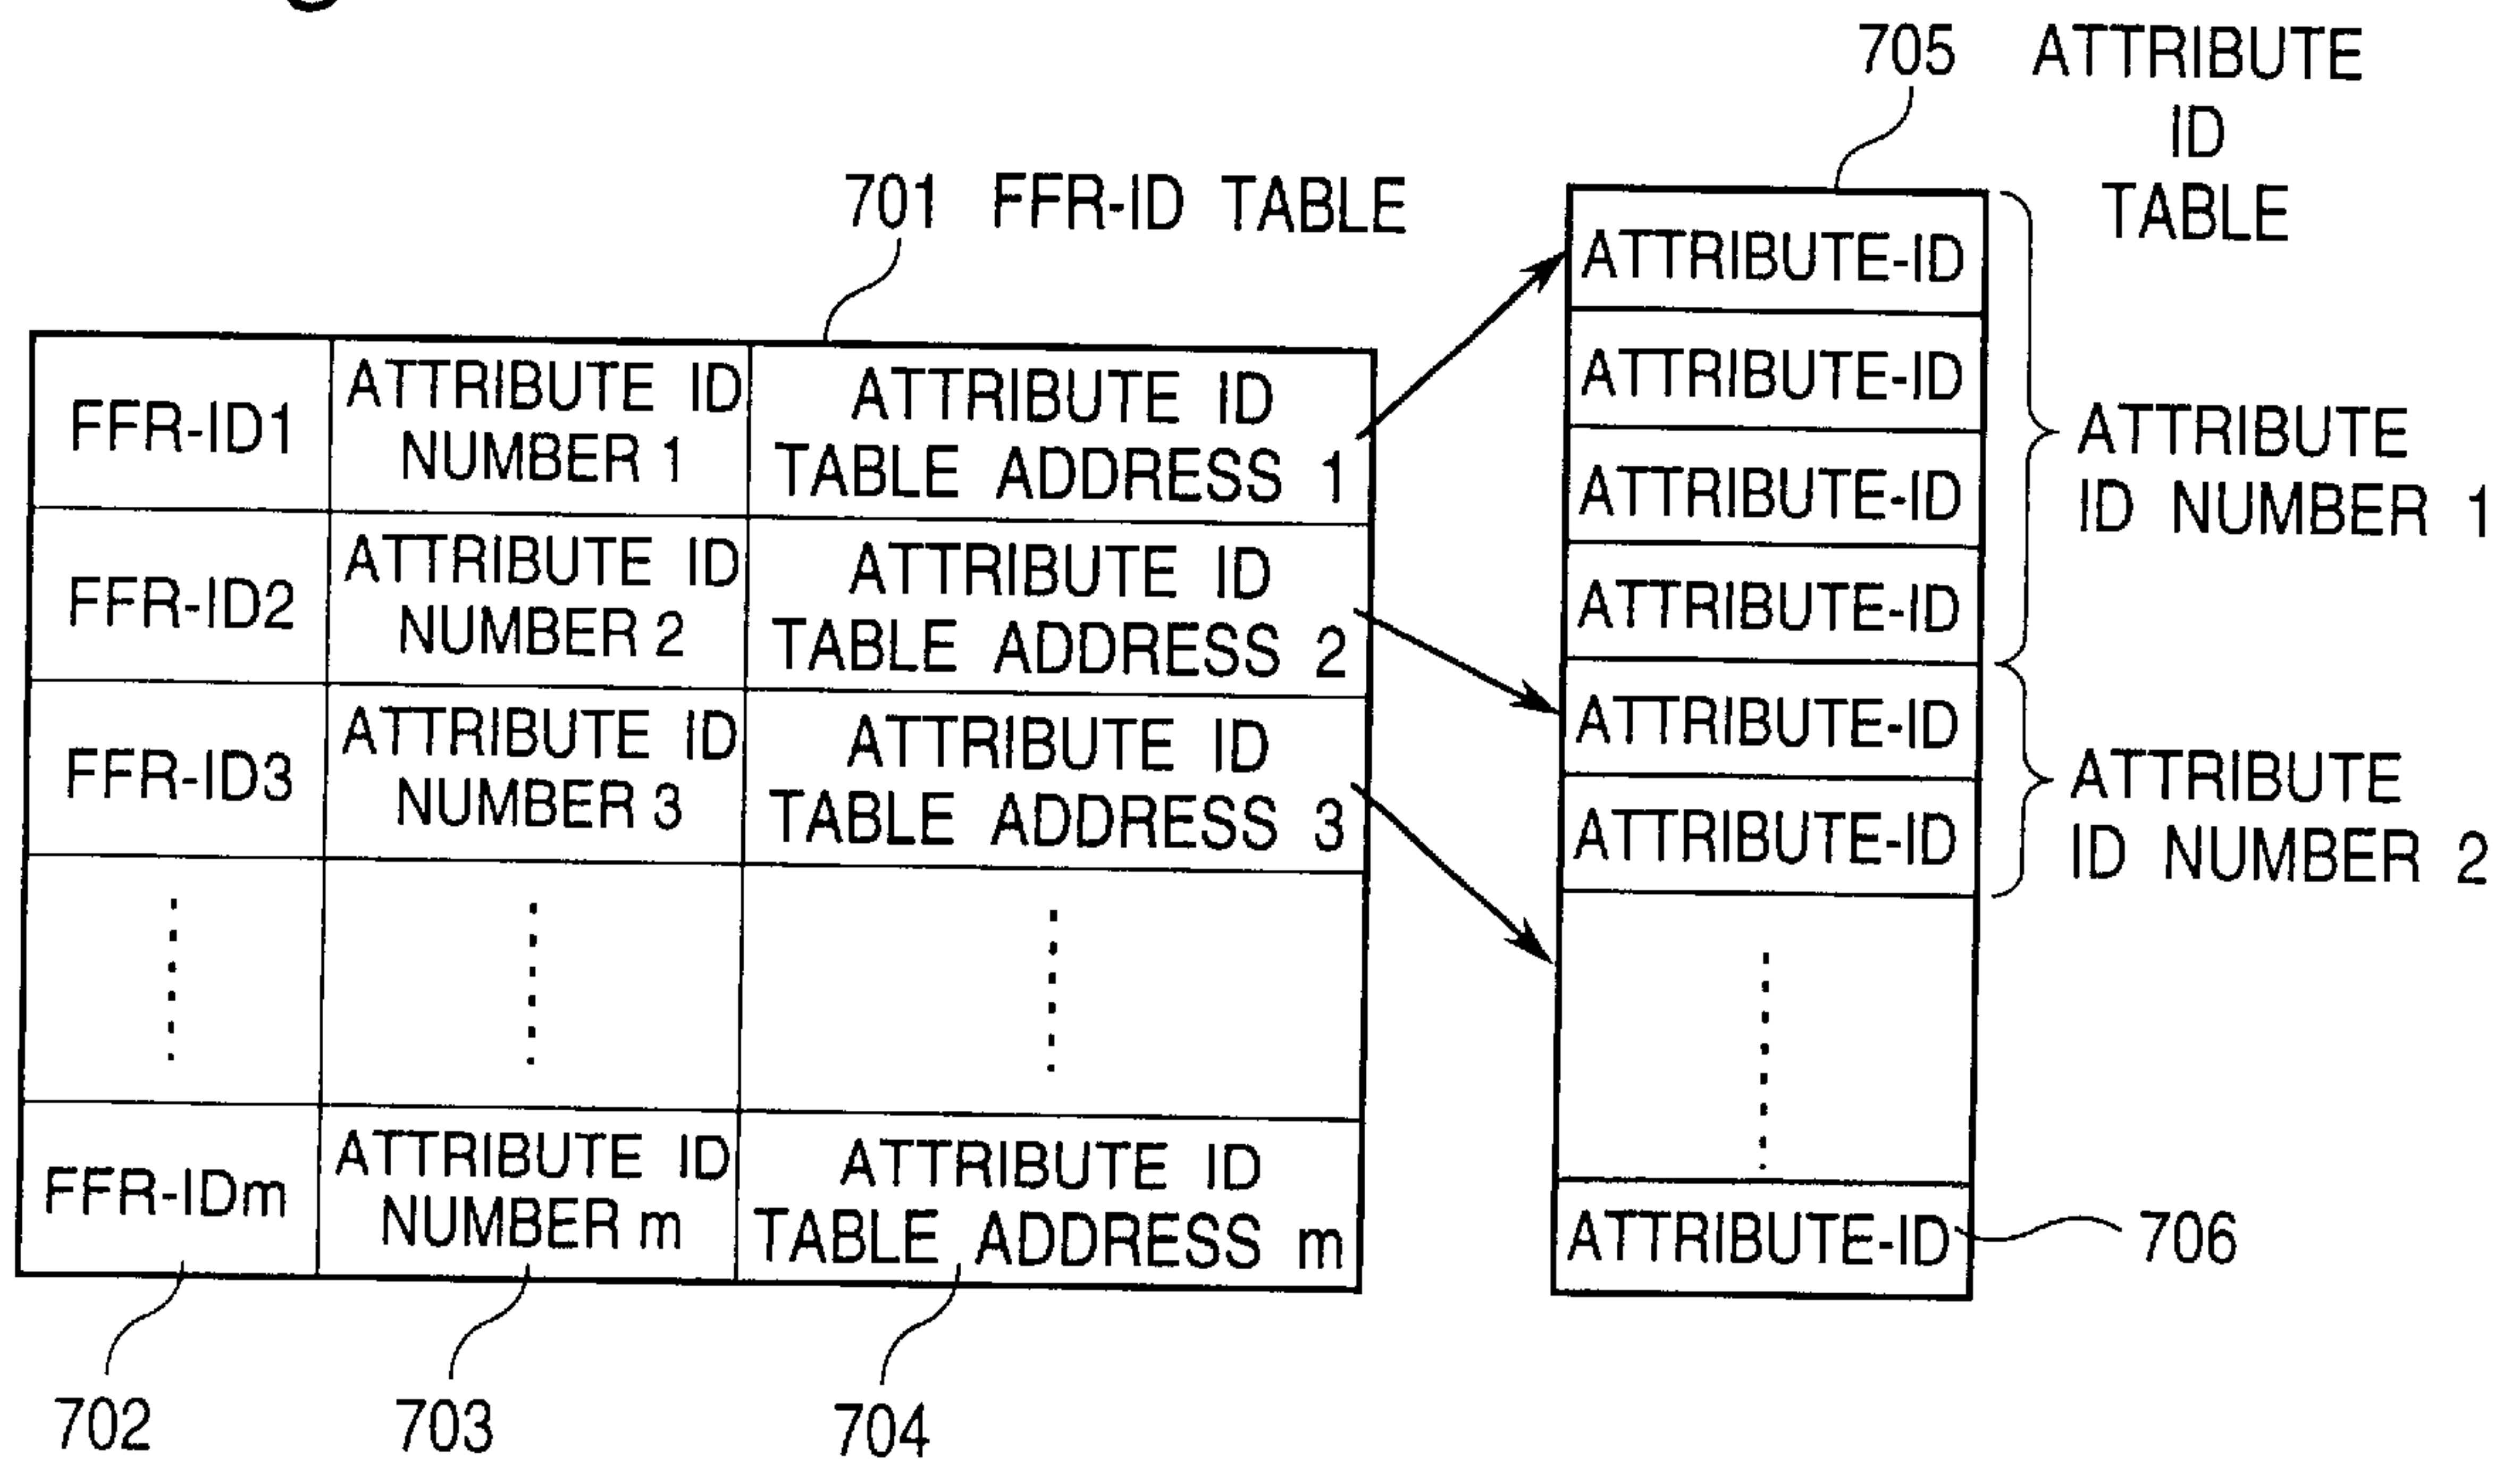 705 ATTRIBUTE
ID
TABLE
701 FFR-ID TABLE
FFR-ID1
ATTRIBUTE ID
NUMBER 1
ATTRIBUTE ID
TABLE ADDRESS 1
FFR-ID2
ATTRIBUTE ID
NUMBER 2
ATTRIBUTE ID
TABLE ADDRESS 2
FFR-ID3
ATTRIBUTE ID
NUMBER 3
ATTRIBUTE ID
TABLE ADDRESS 3
FFR-IDm
ATTRIBUTE ID
NUMBER m
ATTRIBUTE ID
TABLE ADDRESS m
702
703
704
ATTRIBUTE-ID
ATTRIBUTE-ID
ATTRIBUTE-ID
ATTRIBUTE-ID
ATTRIBUTE
ID NUMBER 1
ATTRIBUTE-ID
ATTRIBUTE-ID
ATTRIBUTE
ID NUMBER 2
ATTRIBUTE-ID
706